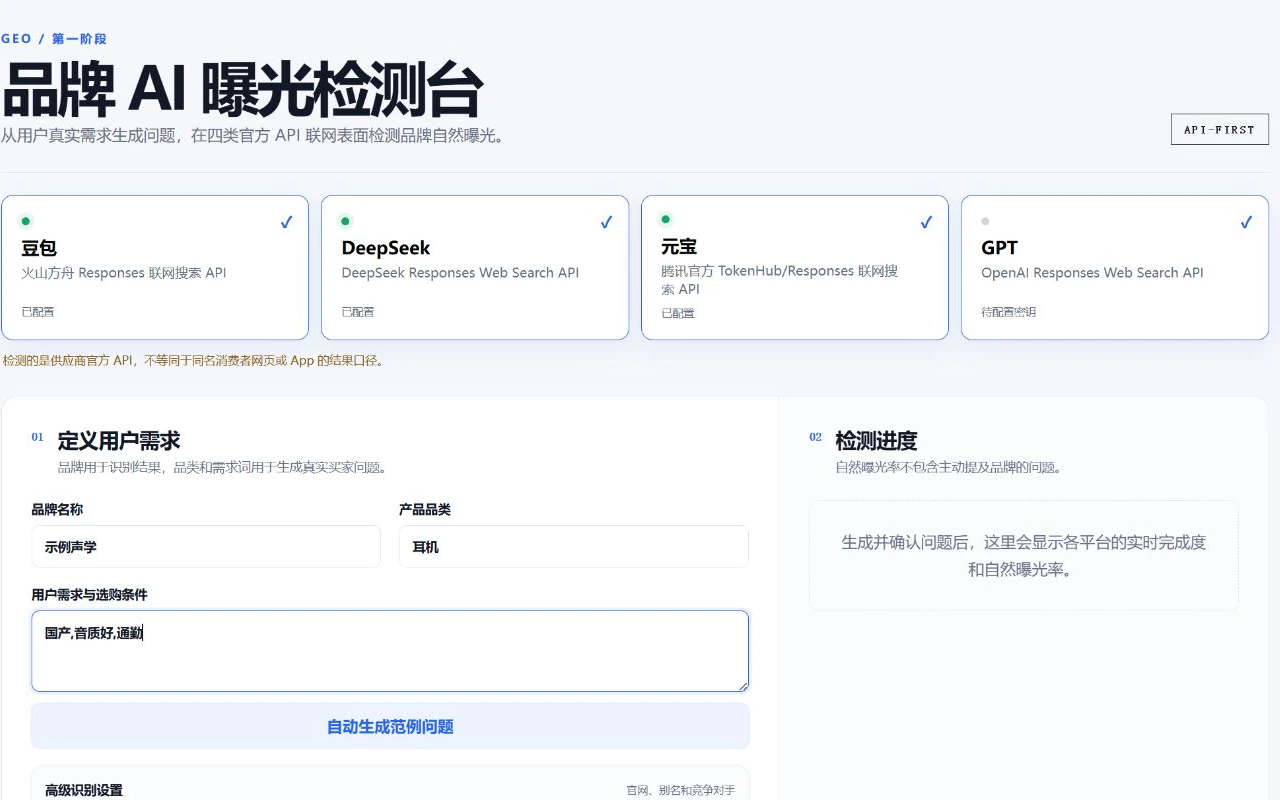 GEO / 第一阶段
品牌 AI 曝光检测台
从用户真实需求生成问题，在四类官方 API 联网表面检测品牌自然曝光。
API-FIRST
豆包
火山方舟 Responses 联网搜索 API
已配置
DeepSeek
DeepSeek Responses Web Search API
已配置
元宝
腾讯官方 TokenHub/Responses 联网搜
索 API
已配置
GPT
OpenAI Responses Web Search API
待配置密钥
检测的是供应商官方 API，不等同于同名消费者网页或 App 的结果口径。
01 定义用户需求
品牌用于识别结果，品类和需求词用于生成真实买家问题。
品牌名称
示例声学
产品品类
耳机
用户需求与选购条件
国产,音质好,通勤
自动生成范例问题
高级识别设置
官网、别名和竞争对手
02 检测进度
自然曝光率不包含主动提及品牌的问题。
生成并确认问题后，这里会显示各平台的实时完成度
和自然曝光率。